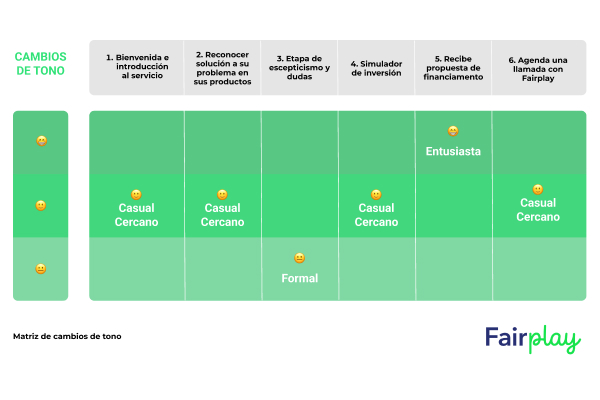 CAMBIOS
DE TONO
1. Bienvenida e
introducción
al servicio
2. Reconocer
solución a su
problema en
sus productos
3. Etapa de
escepticismo y
dudas
4. Simulador
de inversión
5. Recibe
propuesta de
financiamiento
6. Agenda una
llamada con
Fairplay
Entusiasta
Casual
Cercano
Casual
Cercano
Casual
Cercano
Casual
Cercano
Formal
Matriz de cambios de tono
Fairplay